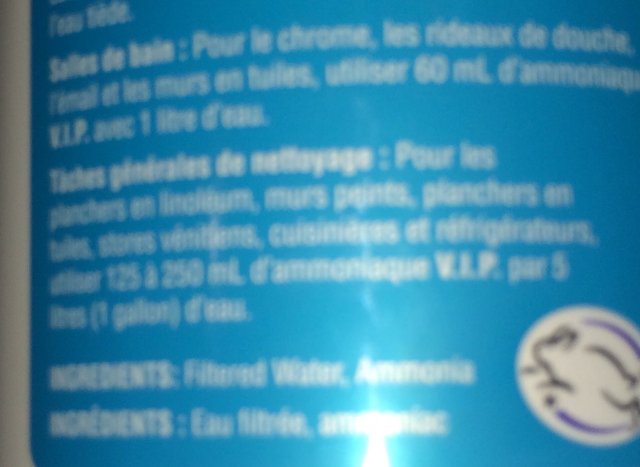 l'eau tiède.
Salles de bain : Pour le chrome, les rideaux de douche,
l'émail et les murs en tuiles, utiliser 60 mL d'ammoniaque
V.I.P. avec 1 litre d'eau.
Tâches générales de nettoyage : Pour les
planchers en linoléum, murs peints, planchers en
tuiles, stores vénitiens, cuisinières et réfrigérateurs,
utiliser 125 à 250 mL d'ammoniaque V.I.P. par 5
litres (1 gallon) d'eau.
INGREDIENTS: Filtered Water, Ammonia
INGRÉDIENTS : Eau filtrée, ammoniac